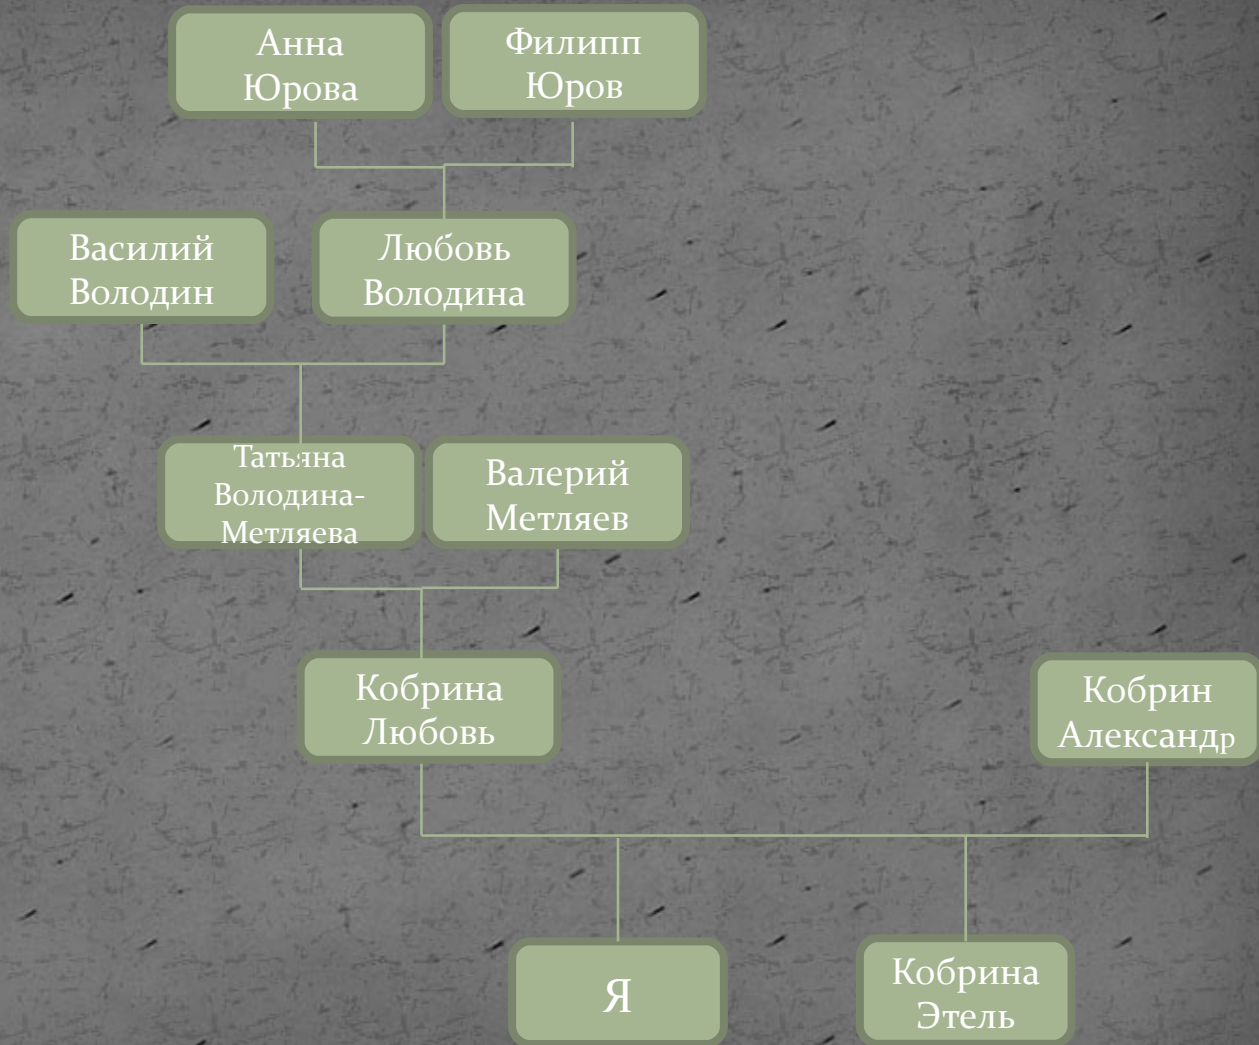 Анна
Юрова
Филипп
Юров
Василий
Володин
Любовь
Володина
Татьяна
Володина-
Метляева
Валерий
Метляев
Кобрина
Любовь
Кобрин
Александр
Я
Кобрина
Этель